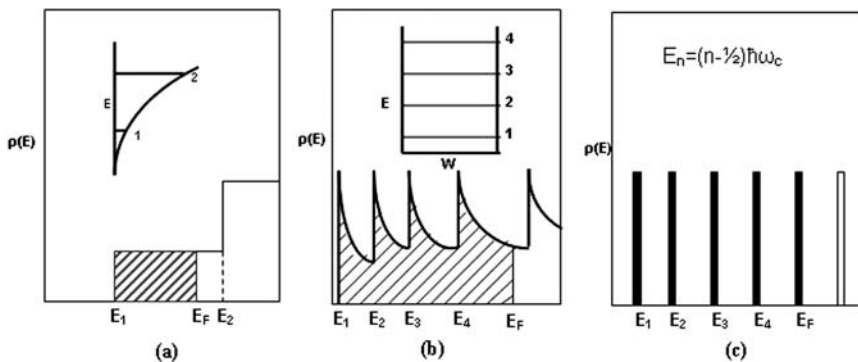 ρ(E)
E
2
1
E₁
E_F
E₂
(a)
ρ(E)
E
4
3
2
1
W
E₁
E₂
E₃
E₄
E_F
(b)
ρ(E)
Eₙ=(n-½)ħω_c
E₁
E₂
E₃
E₄
E_F
(c)